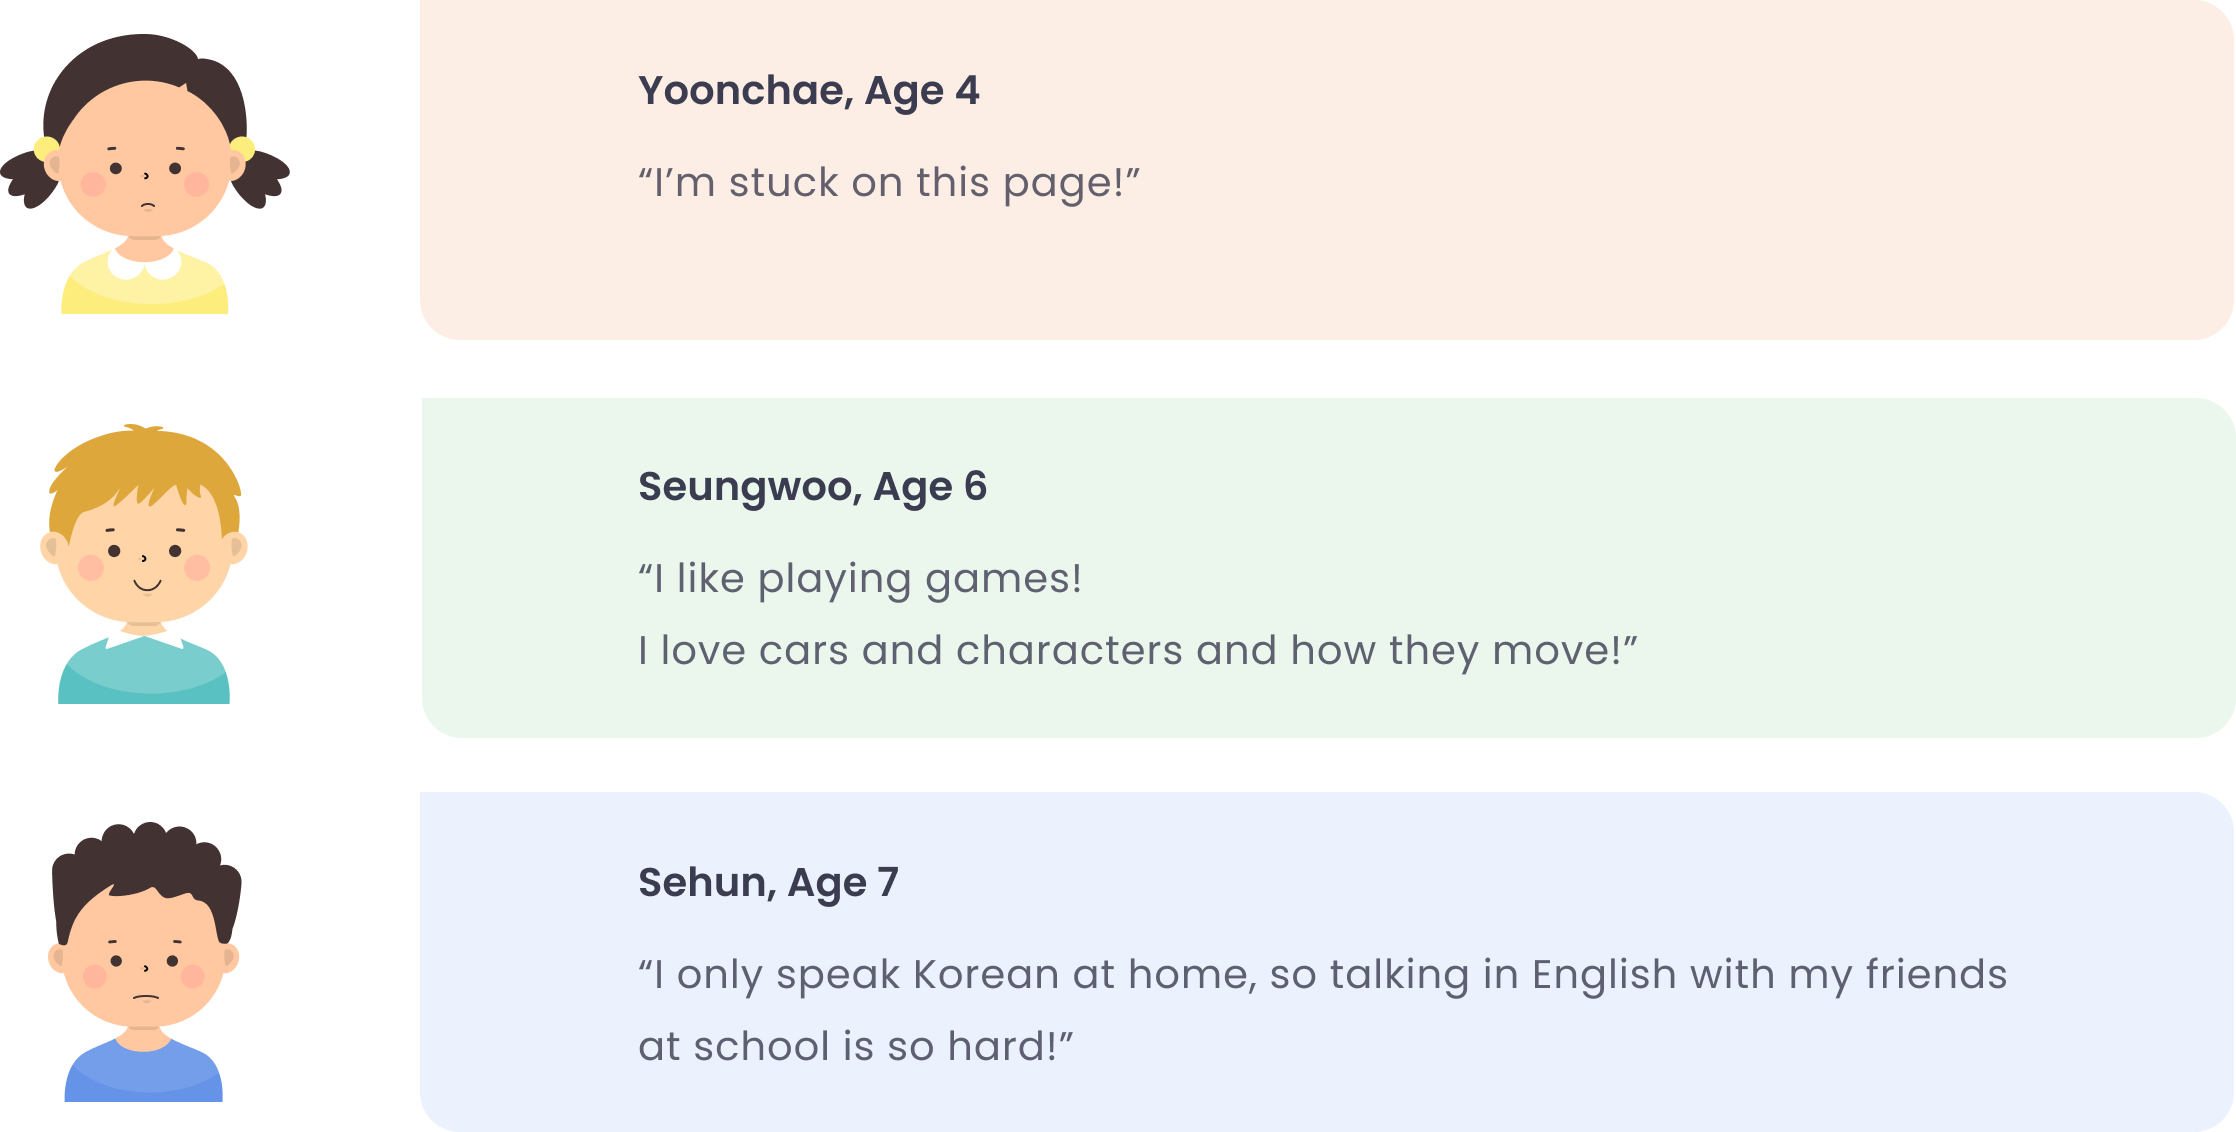 Yoonchae, Age 4
“I’m stuck on this page!”
Seungwoo, Age 6
“I like playing games!
I love cars and characters and how they move!”
Sehun, Age 7
“I only speak Korean at home, so talking in English with my friends
at school is so hard!”